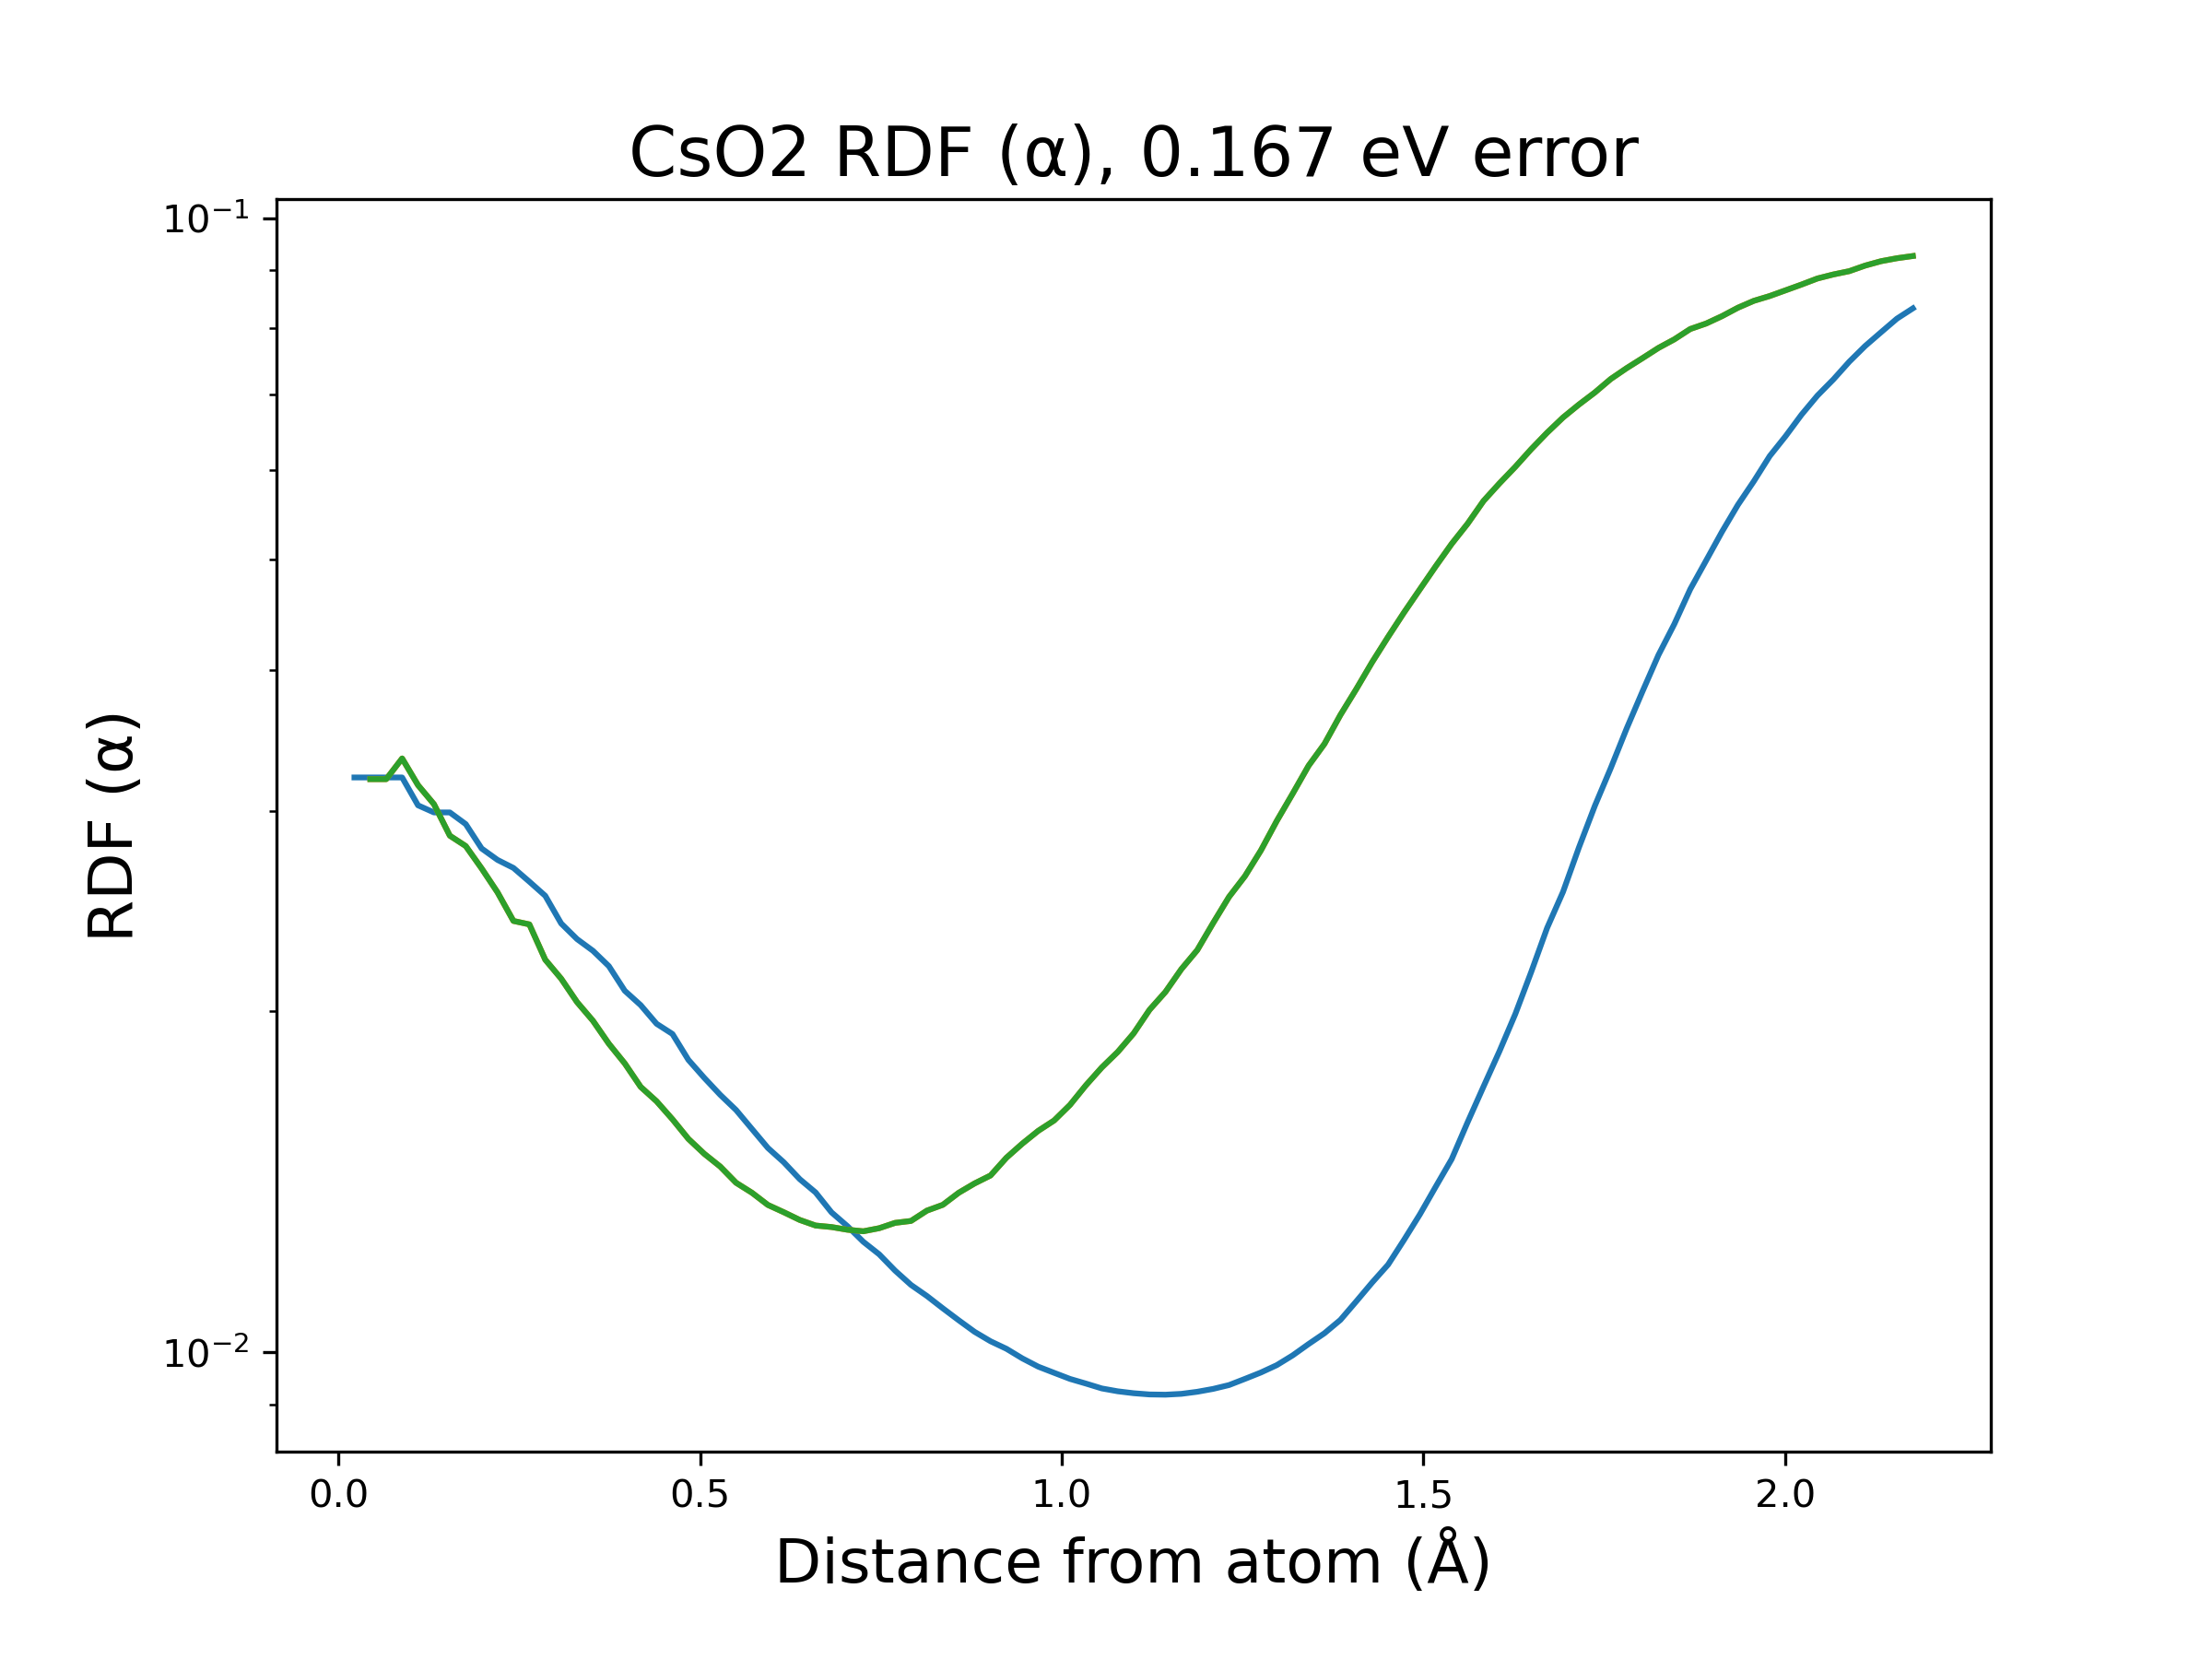 CsO2 RDF (α), 0.167 eV error
10⁻¹
10⁻²
RDF (α)
0.0 0.5 1.0 1.5 2.0
Distance from atom (Å)